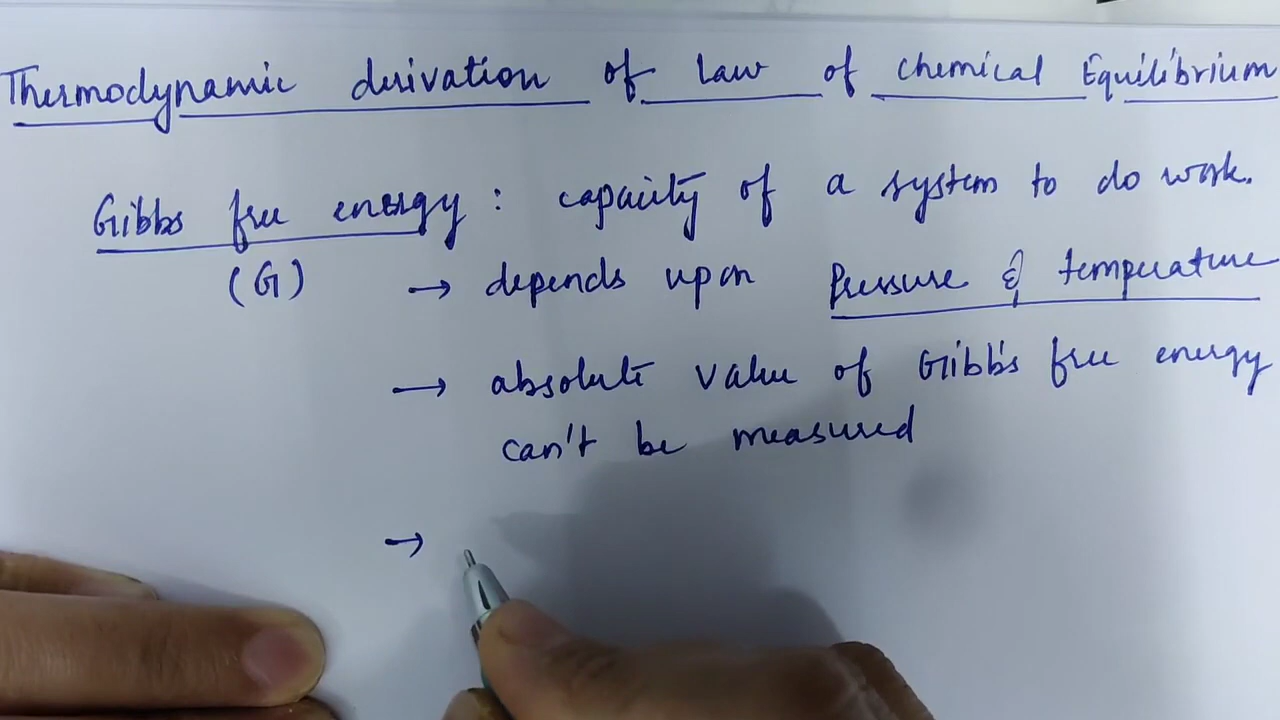 Thermodynamic derivation of Law of chemical Equilibrium
Gibbs free energy : capacity of a system to do work.
(G) → depends upon Pressure & temperature
→ absolute value of Gibb's free energy
can't be measured
→